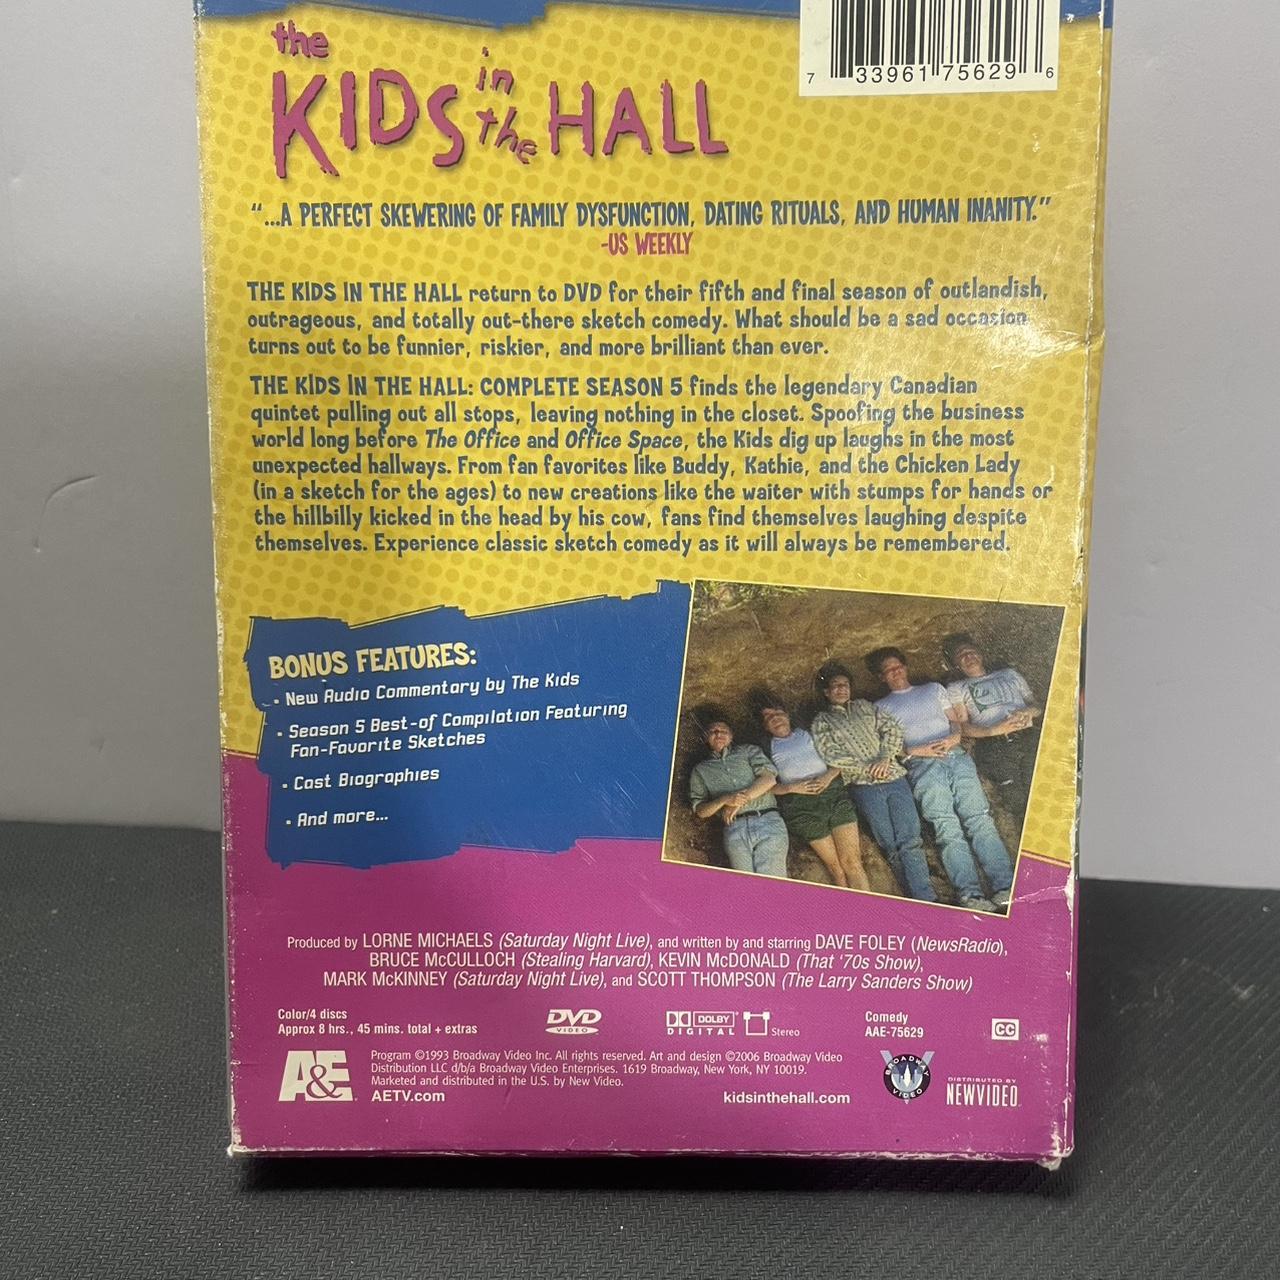 7 33961 75629 6
the
KIDS in the HALL
“...A PERFECT SKEWERING OF FAMILY DYSFUNCTION, DATING RITUALS, AND HUMAN INANITY.”
-US WEEKLY
THE KIDS IN THE HALL return to DVD for their fifth and final season of outlandish,
outrageous, and totally out-there sketch comedy. What should be a sad occasion
turns out to be funnier, riskier, and more brilliant than ever.
THE KIDS IN THE HALL: COMPLETE SEASON 5 finds the legendary Canadian
quintet pulling out all stops, leaving nothing in the closet. Spoofing the business
world long before The Office and Office Space, the Kids dig up laughs in the most
unexpected hallways. From fan favorites like Buddy, Kathie, and the Chicken Lady
(in a sketch for the ages) to new creations like the waiter with stumps for hands or
the hillbilly kicked in the head by his cow, fans find themselves laughing despite
themselves. Experience classic sketch comedy as it will always be remembered.
BONUS FEATURES:
• New Audio Commentary by The Kids
• Season 5 Best-of Compilation Featuring
Fan-Favorite Sketches
• Cast Biographies
• And more...
Produced by LORNE MICHAELS (Saturday Night Live), and written by and starring DAVE FOLEY (NewsRadio),
BRUCE McCULLOCH (Stealing Harvard), KEVIN McDONALD (That '70s Show),
MARK McKINNEY (Saturday Night Live), and SCOTT THOMPSON (The Larry Sanders Show)
Color/4 discs
Approx 8 hrs., 45 mins. total + extras
DVD
VIDEO
DOLBY
DIGITAL
Stereo
Comedy
AAE-75629
CC
A&E
Program ©1993 Broadway Video Inc. All rights reserved. Art and design ©2006 Broadway Video
Distribution LLC d/b/a Broadway Video Enterprises. 1619 Broadway, New York, NY 10019.
Marketed and distributed in the U.S. by New Video.
AETV.com
kidsinthehall.com
BROADWAY VIDEO
DISTRIBUTED BY
NEWVIDEO